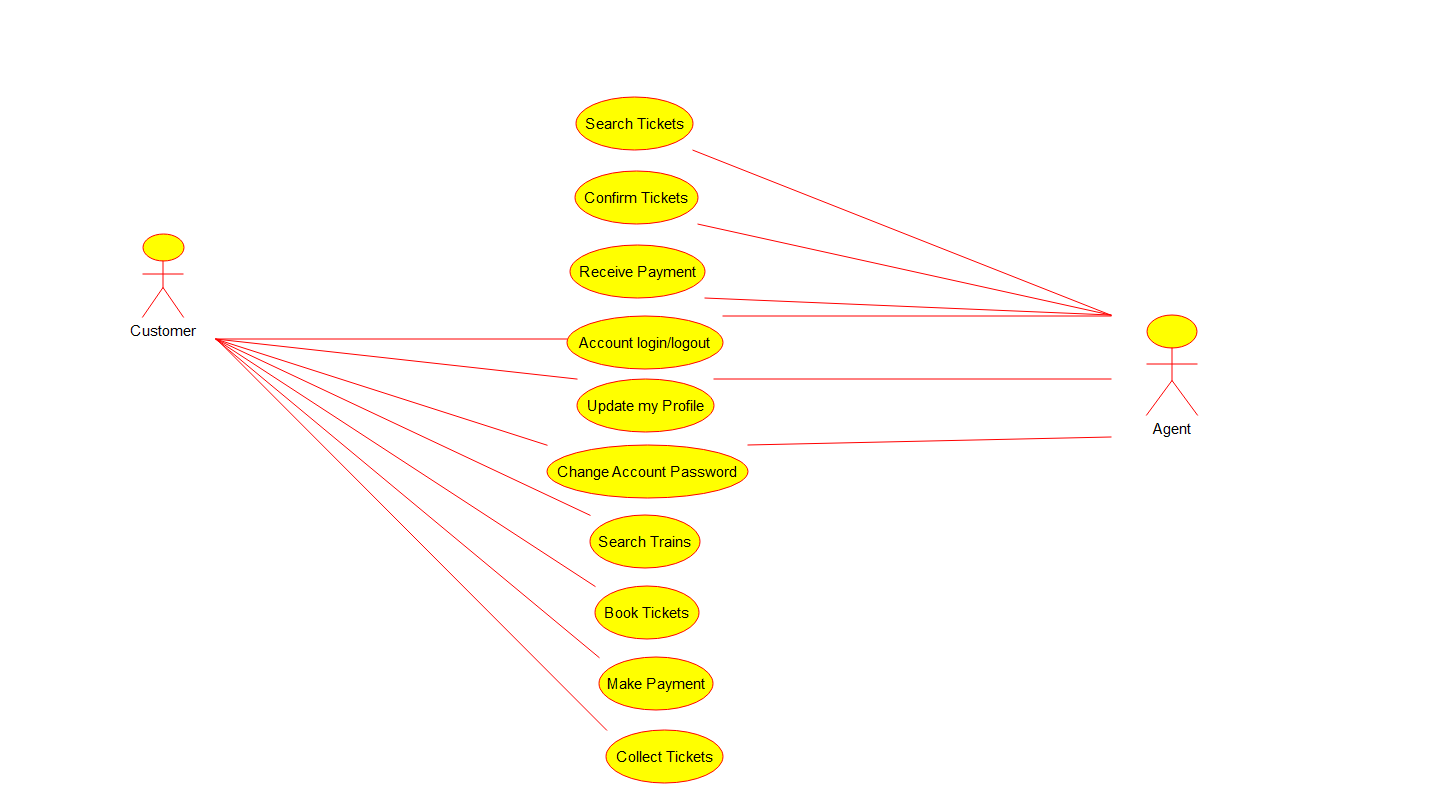 Search Tickets
Confirm Tickets
Receive Payment
Customer
Account login/logout
Update my Profile
Agent
Change Account Password
Search Trains
Book Tickets
Make Payment
Collect Tickets